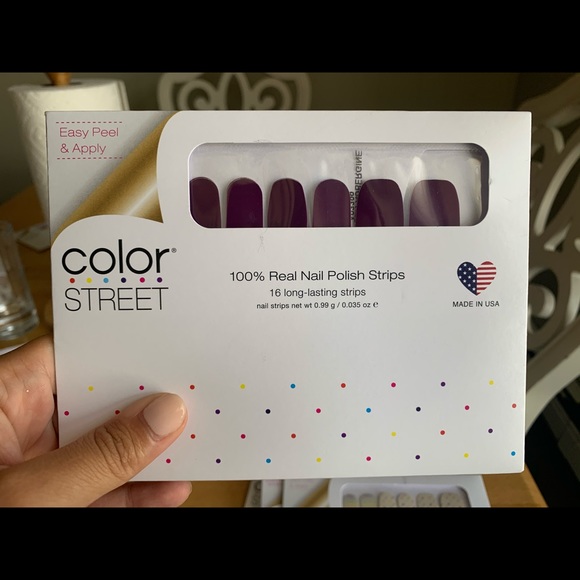 Easy Peel
& Apply
color®
STREET
100% Real Nail Polish Strips
16 long-lasting strips
nail strips net wt 0.99 g / 0.035 oz ℮
MADE IN USA